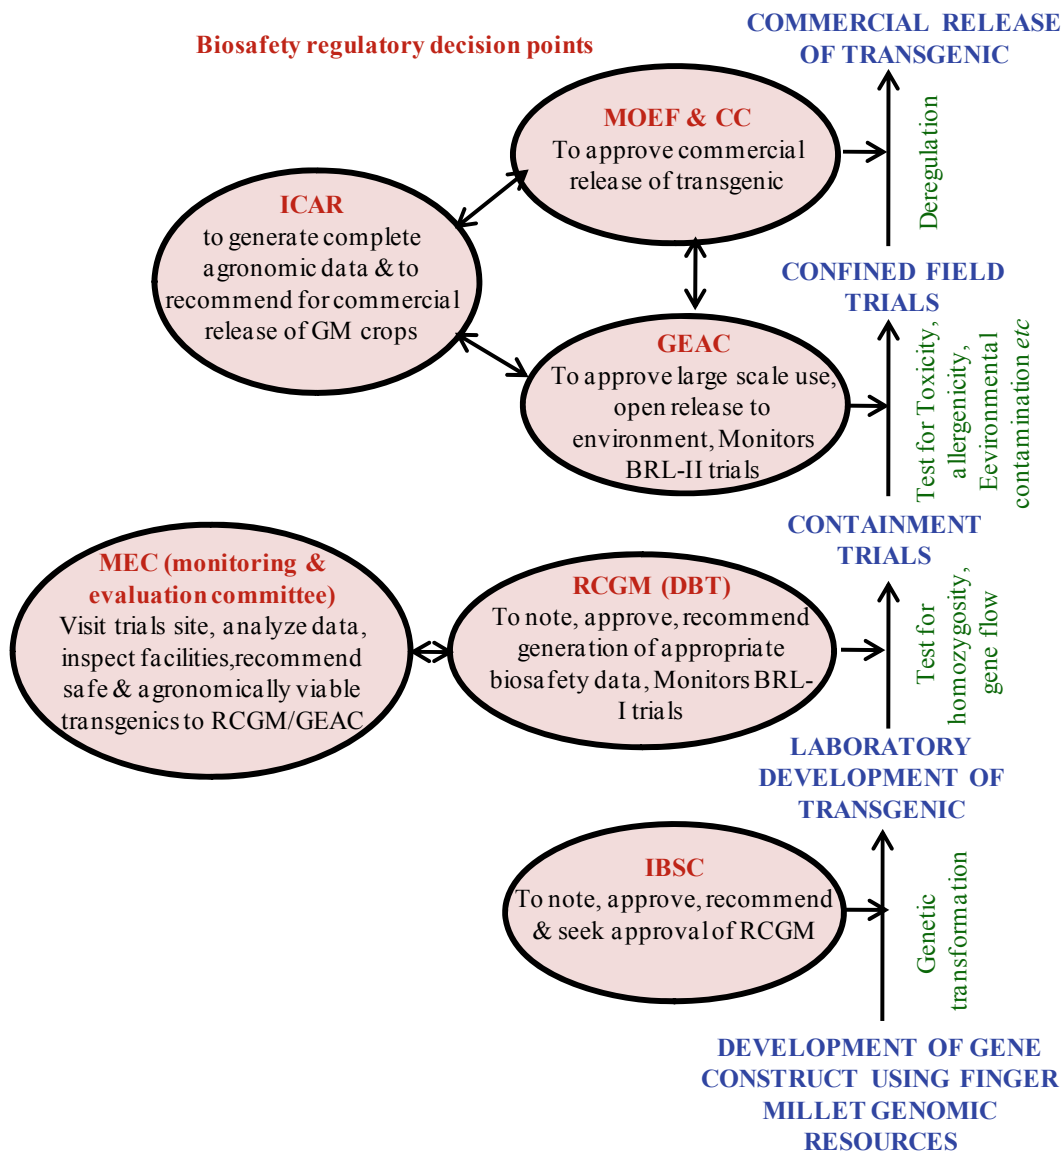 COMMERCIAL RELEASE
OF TRANSGENIC
Biosafety regulatory decision points
MOEF & CC
To approve commercial
release of transgenic
Deregulation
ICAR
to generate complete
agronomic data & to
recommend for commercial
release of GM crops
CONFINED FIELD
TRIALS
GEAC
To approve large scale use,
open release to
environment, Monitors
BRL-II trials
Test for Toxicity,
allergenicity,
Eevironmental
contamination etc
CONTAINMENT
TRIALS
MEC (monitoring &
evaluation committee)
Visit trials site, analyze data,
inspect facilities,recommend
safe & agronomically viable
transgenics to RCGM/GEAC
RCGM (DBT)
To note, approve, recommend
generation of appropriate
biosafety data, Monitors BRL-
I trials
Test for
homozygosity,
gene flow
LABORATORY
DEVELOPMENT OF
TRANSGENIC
IBSC
To note, approve, recommend
& seek approval of RCGM
Genetic
transformation
DEVELOPMENT OF GENE
CONSTRUCT USING FINGER
MILLET GENOMIC
RESOURCES